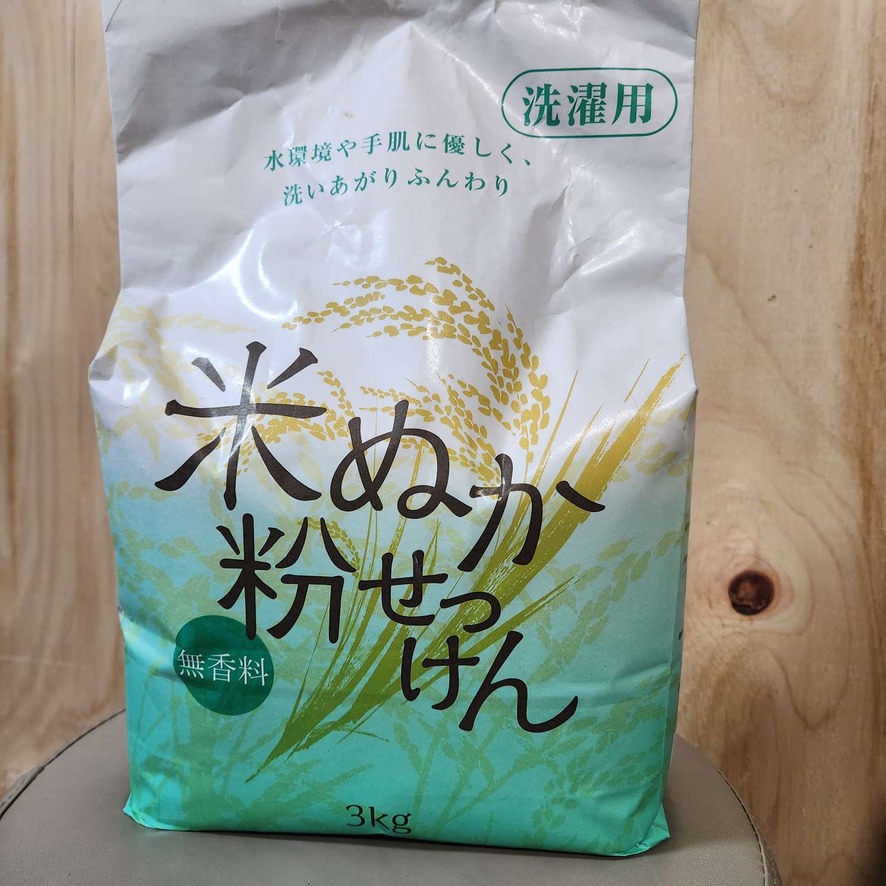 洗濯用
水環境や手肌に優しく、
洗いあがりふんわり
米ぬか
粉せっけん
無香料
3kg